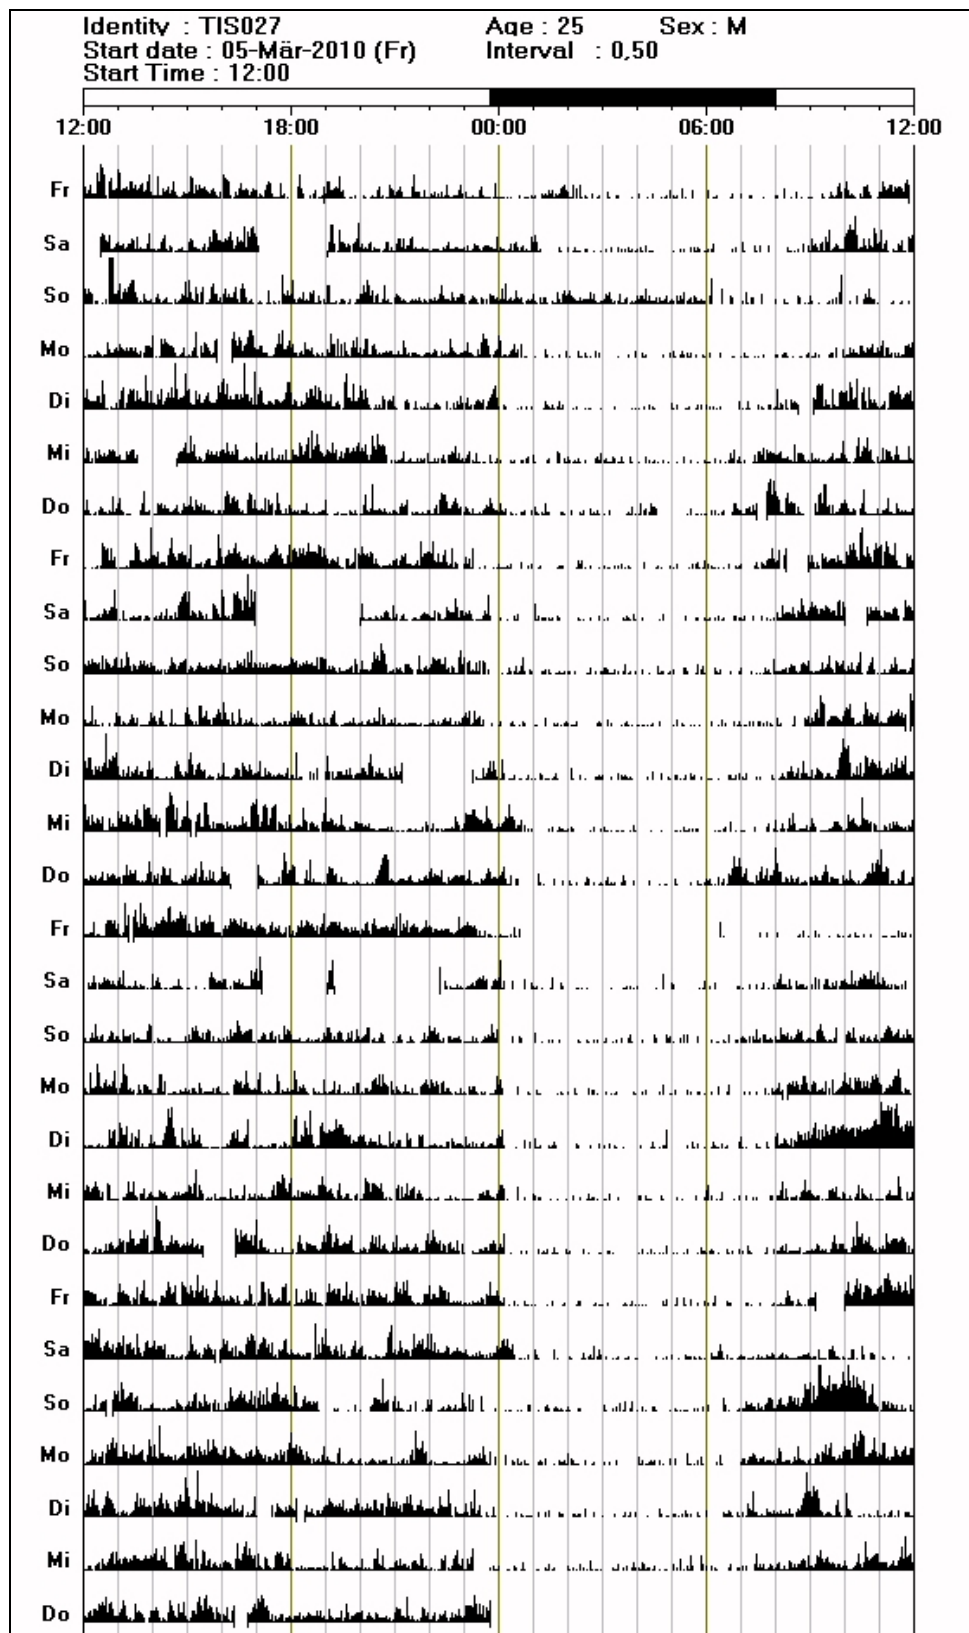 Identity : TIS027 Age : 25 Sex : M
Start date : 05-Mär-2010 (Fr) Interval : 0,50
Start Time : 12:00
12:00 18:00 00:00 06:00 12:00
Fr
Sa
So
Mo
Di
Mi
Do
Fr
Sa
So
Mo
Di
Mi
Do
Fr
Sa
So
Mo
Di
Mi
Do
Fr
Sa
So
Mo
Di
Mi
Do